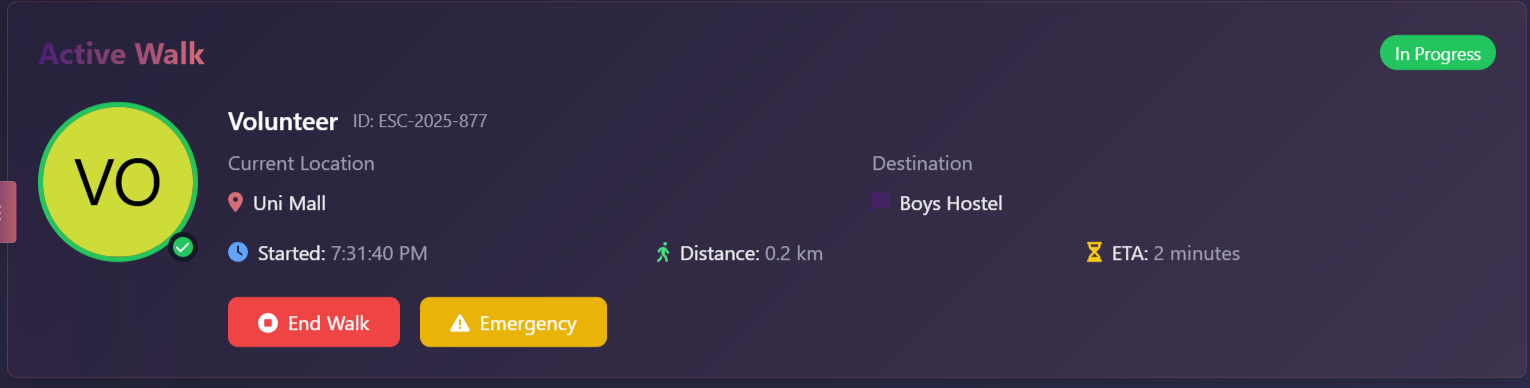 Active Walk
In Progress
VO
Volunteer ID: ESC-2025-877
Current Location
Destination
Uni Mall
Boys Hostel
Started: 7:31:40 PM
Distance: 0.2 km
ETA: 2 minutes
End Walk
Emergency